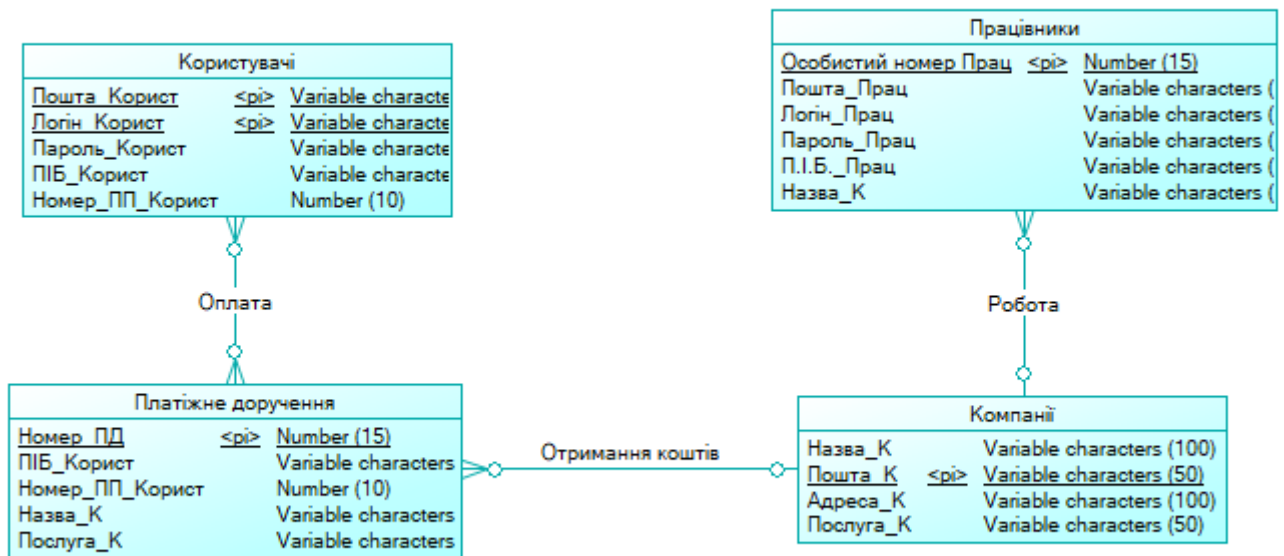 Користувачі
Пошта_Корист <pi> Variable characte
Логін_Корист <pi> Variable characte
Пароль_Корист Variable characte
ПІБ_Корист Variable characte
Номер_ПП_Корист Number (10)
Працівники
Особистий номер Прац <pi> Number (15)
Пошта_Прац Variable characters (
Логін_Прац Variable characters (
Пароль_Прац Variable characters (
П.І.Б._Прац Variable characters (
Назва_К Variable characters (
Оплата
Робота
Платіжне доручення
Номер_ПД <pi> Number (15)
ПІБ_Корист Variable characters
Номер_ПП_Корист Number (10)
Назва_К Variable characters
Послуга_К Variable characters
Отримання коштів
Компанії
Назва_К Variable characters (100)
Пошта_К <pi> Variable characters (50)
Адреса_К Variable characters (100)
Послуга_К Variable characters (50)